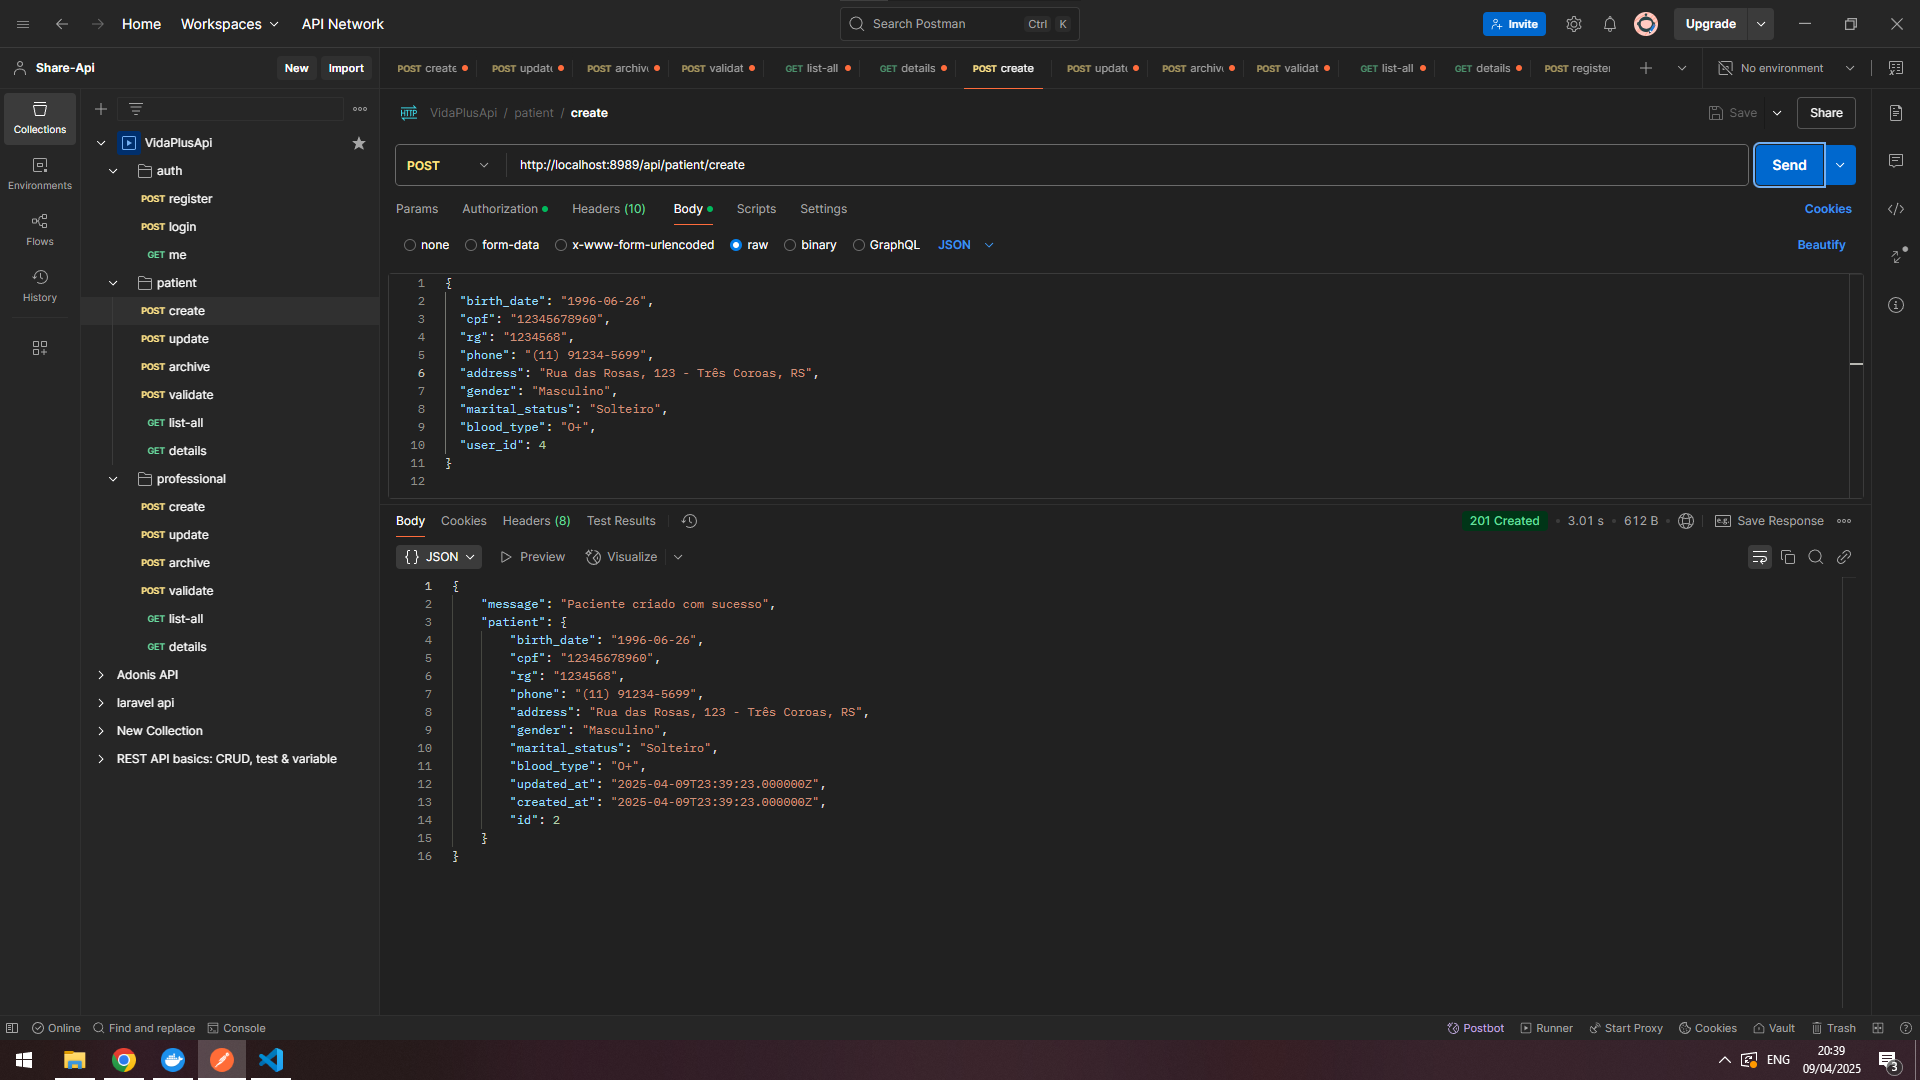 Home
Workspaces
API Network
Search Postman
Ctrl K
Invite
Upgrade
Share-Api
New
Import
POST create
POST update
POST archiv
POST validat
GET list-all
GET details
POST create
POST update
POST archiv
POST validat
GET list-all
GET details
POST register
No environment
Collections
Environments
Flows
History
VidaPlusApi
auth
POST register
POST login
GET me
patient
POST create
POST update
POST archive
POST validate
GET list-all
GET details
professional
POST create
POST update
POST archive
POST validate
GET list-all
GET details
Adonis API
laravel api
New Collection
REST API basics: CRUD, test & variable
HTTP VidaPlusApi / patient / create
Save
Share
POST http://localhost:8989/api/patient/create
Send
Params Authorization Headers (10) Body Scripts Settings
Cookies
none form-data x-www-form-urlencoded raw binary GraphQL JSON
Beautify
1 {
2 "birth_date": "1996-06-26",
3 "cpf": "12345678960",
4 "rg": "1234568",
5 "phone": "(11) 91234-5699",
6 "address": "Rua das Rosas, 123 - Três Coroas, RS",
7 "gender": "Masculino",
8 "marital_status": "Solteiro",
9 "blood_type": "O+",
10 "user_id": 4
11 }
12
Body Cookies Headers (8) Test Results
201 Created • 3.01 s • 612 B
e.g. Save Response
{} JSON Preview Visualize
1 {
2 "message": "Paciente criado com sucesso",
3 "patient": {
4 "birth_date": "1996-06-26",
5 "cpf": "12345678960",
6 "rg": "1234568",
7 "phone": "(11) 91234-5699",
8 "address": "Rua das Rosas, 123 - Três Coroas, RS",
9 "gender": "Masculino",
10 "marital_status": "Solteiro",
11 "blood_type": "O+",
12 "updated_at": "2025-04-09T23:39:23.000000Z",
13 "created_at": "2025-04-09T23:39:23.000000Z",
14 "id": 2
15 }
16 }
Online
Find and replace
Console
Postbot
Runner
Start Proxy
Cookies
Vault
Trash
ENG
20:39
09/04/2025
3